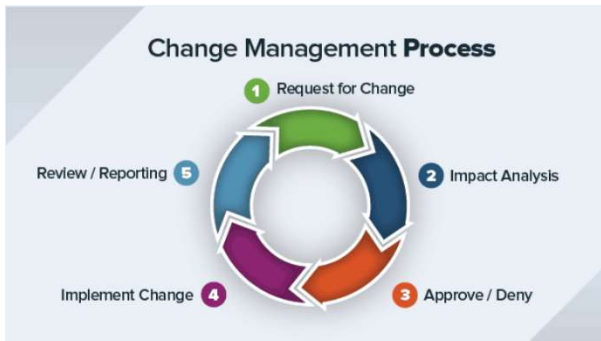 Change Management Process
1 Request for Change
2 Impact Analysis
3 Approve / Deny
4 Implement Change
5 Review / Reporting